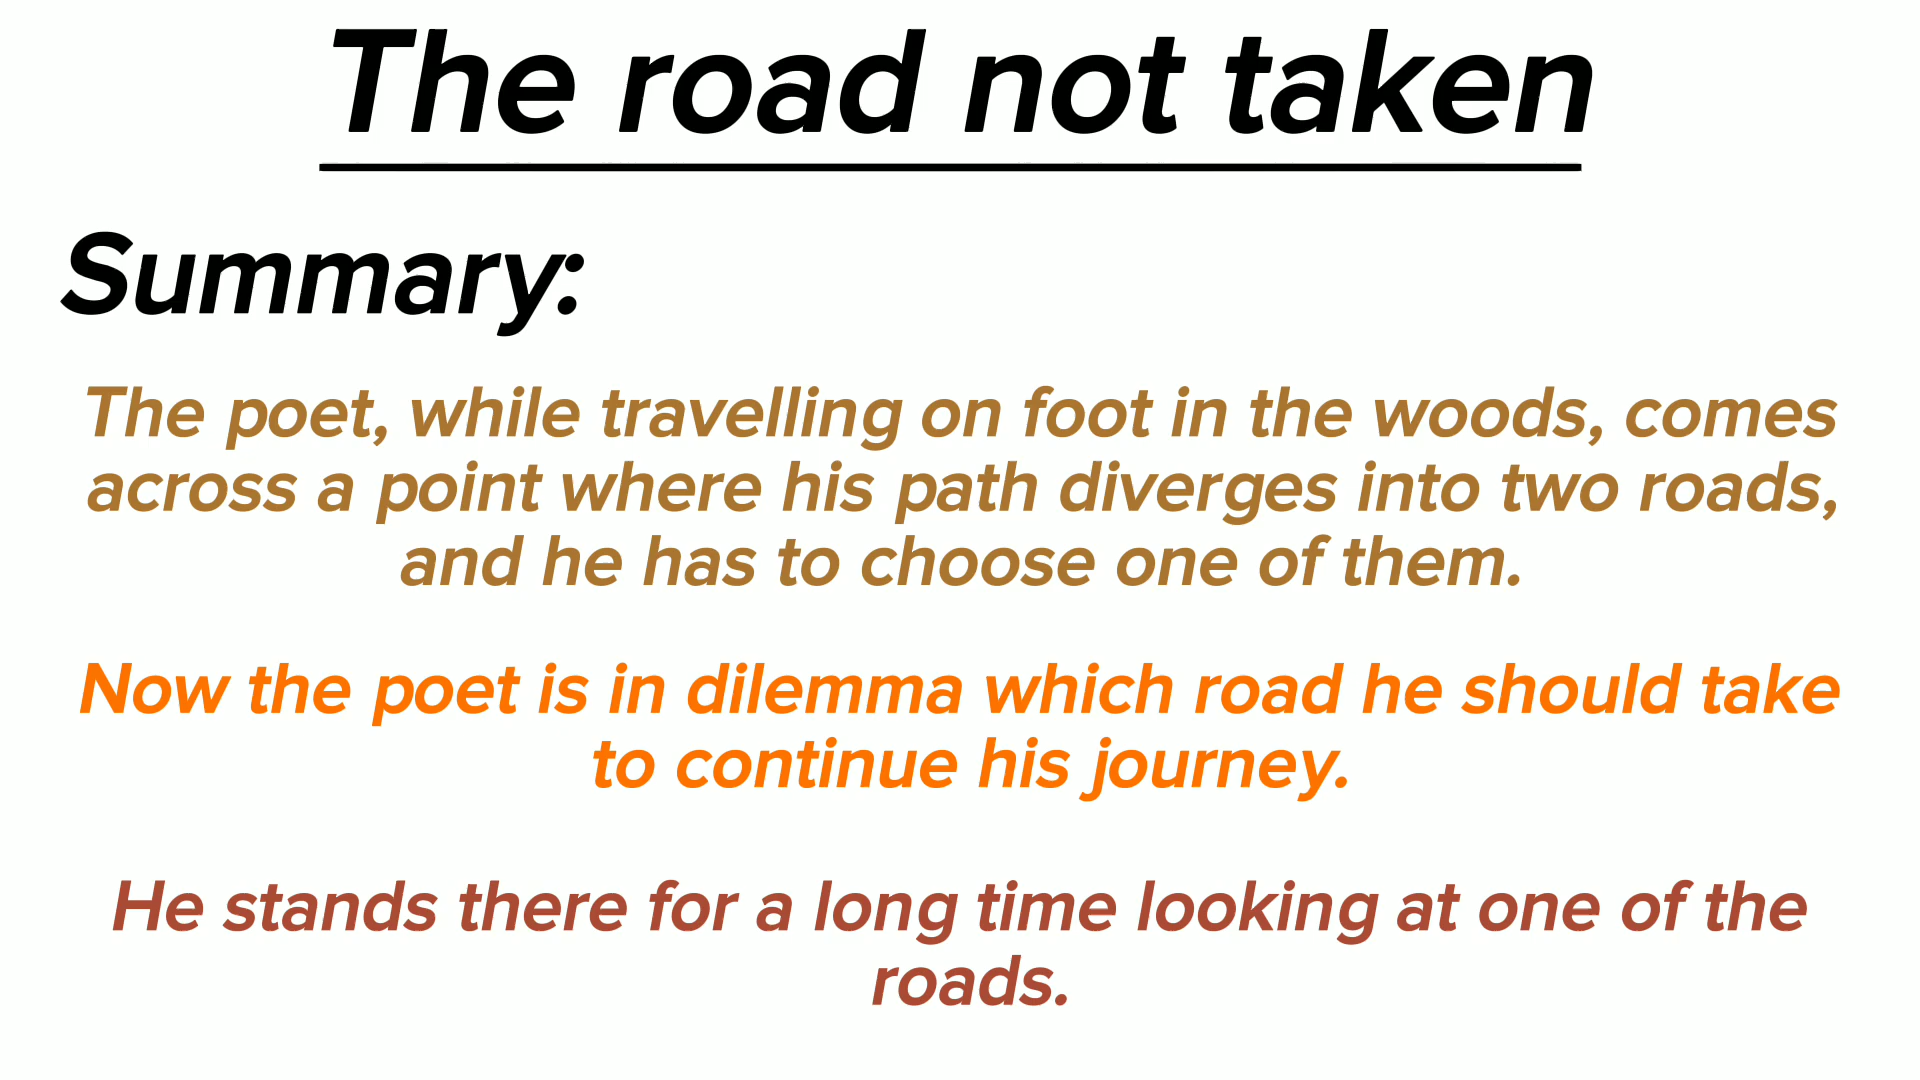 The road not taken
Summary:
The poet, while travelling on foot in the woods, comes
across a point where his path diverges into two roads,
and he has to choose one of them.
Now the poet is in dilemma which road he should take
to continue his journey.
He stands there for a long time looking at one of the
roads.